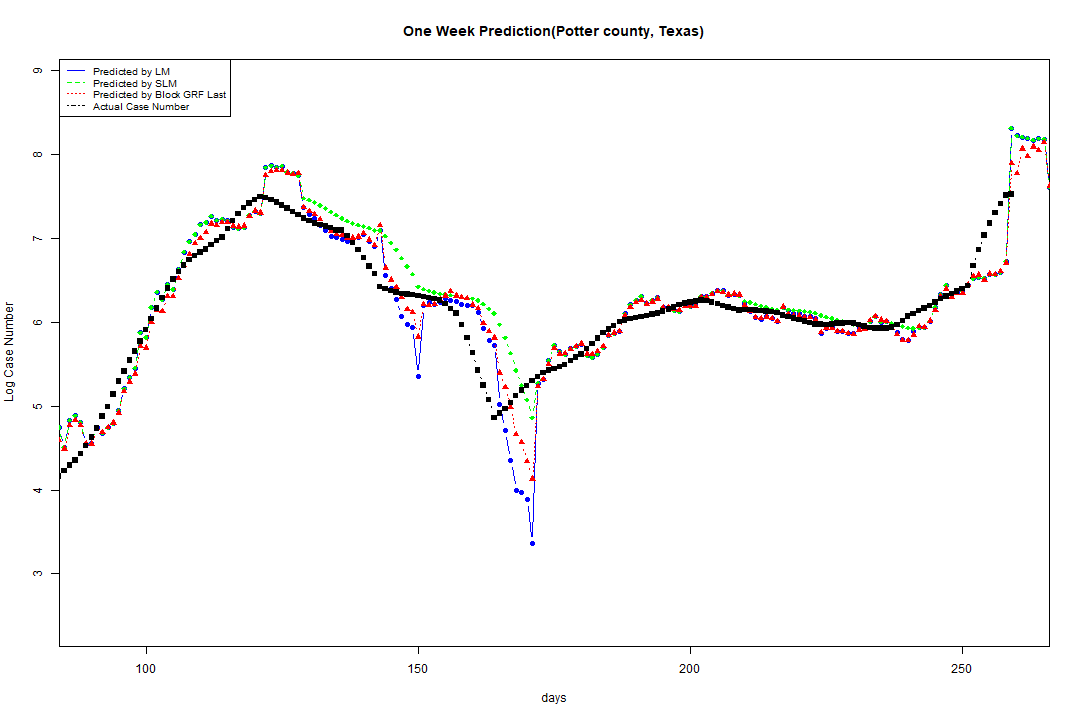 One Week Prediction(Potter county, Texas)
Predicted by LM
Predicted by SLM
Predicted by Block GRF Last
Actual Case Number
Log Case Number
9
8
7
6
5
4
3
100 150 200 250
days